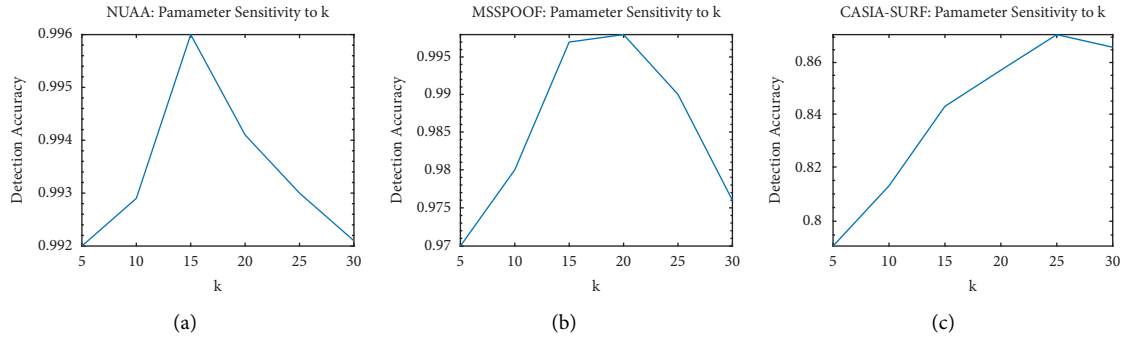 NUAA: Pamameter Sensitivity to k
0.996
0.995
0.994
0.993
0.992
Detection Accuracy
5 10 15 20 25 30
k
(a)
MSSPOOF: Pamameter Sensitivity to k
0.995
0.99
0.985
0.98
0.975
0.97
Detection Accuracy
5 10 15 20 25 30
k
(b)
CASIA-SURF: Pamameter Sensitivity to k
0.86
0.84
0.82
0.8
Detection Accuracy
5 10 15 20 25 30
k
(c)